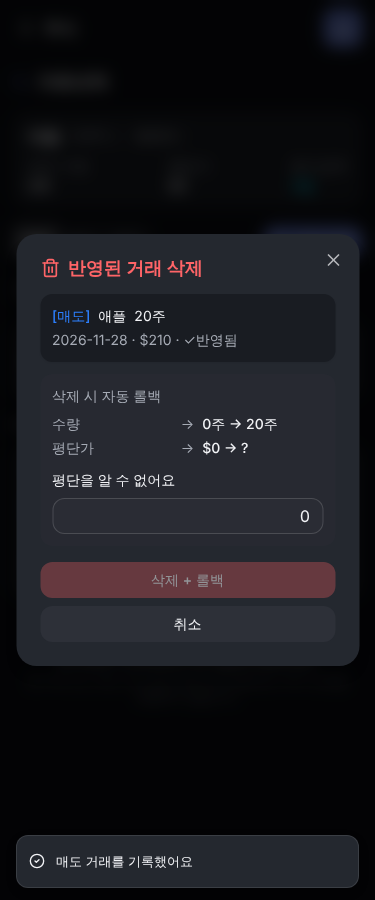 반영된 거래 삭제
[매도] 애플 20주
2026-11-28 · $210 · ✓반영됨
삭제 시 자동 롤백
수량 → 0주 → 20주
평단가 → $0 → ?
평단을 알 수 없어요
0
삭제 + 롤백
취소
매도 거래를 기록했어요